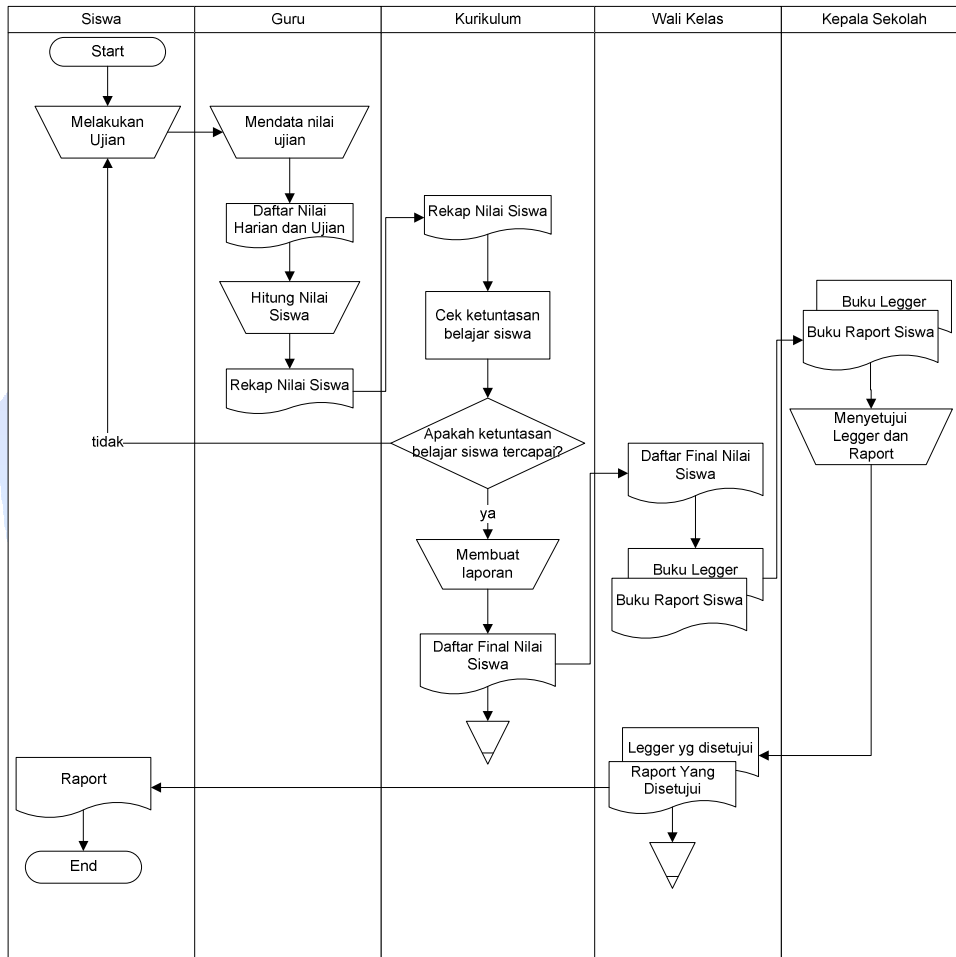 Siswa
Guru
Kurikulum
Wali Kelas
Kepala Sekolah
Start
Melakukan
Ujian
Mendata nilai
ujian
Daftar Nilai
Harian dan Ujian
Hitung Nilai
Siswa
Rekap Nilai Siswa
Rekap Nilai Siswa
Cek ketuntasan
belajar siswa
Apakah ketuntasan
belajar siswa tercapai?
tidak
ya
Membuat
laporan
Daftar Final Nilai
Siswa
Daftar Final Nilai
Siswa
Buku Legger
Buku Raport Siswa
Buku Legger
Buku Raport Siswa
Menyetujui
Legger dan
Raport
Legger yg disetujui
Raport Yang
Disetujui
Raport
End